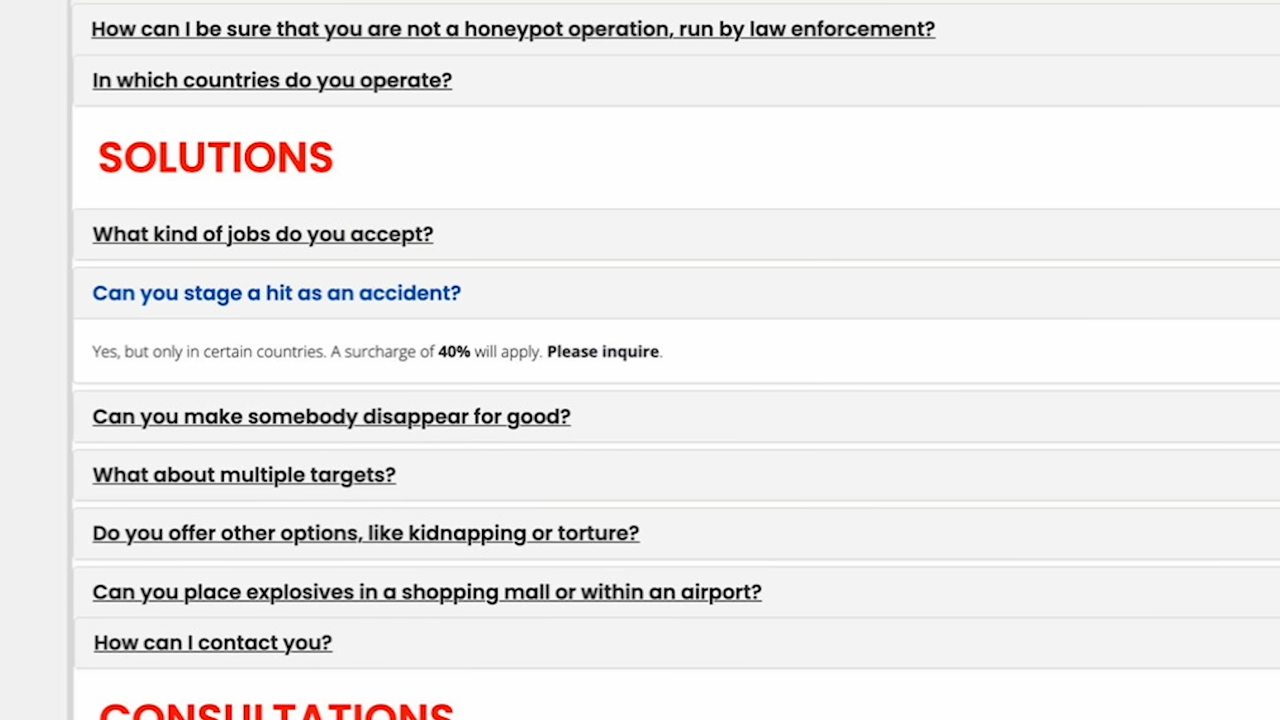 How can I be sure that you are not a honeypot operation, run by law enforcement?
In which countries do you operate?
SOLUTIONS
What kind of jobs do you accept?
Can you stage a hit as an accident?
Yes, but only in certain countries. A surcharge of 40% will apply. Please inquire.
Can you make somebody disappear for good?
What about multiple targets?
Do you offer other options, like kidnapping or torture?
Can you place explosives in a shopping mall or within an airport?
How can I contact you?
CONSULTATIONS